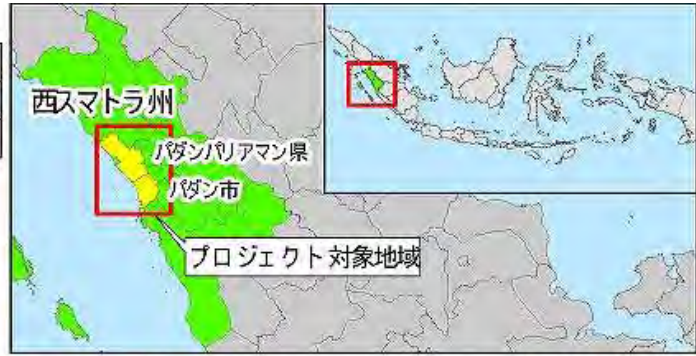 西スマトラ州
パダンパリアマン県
パダン市
プロジェクト対象地域